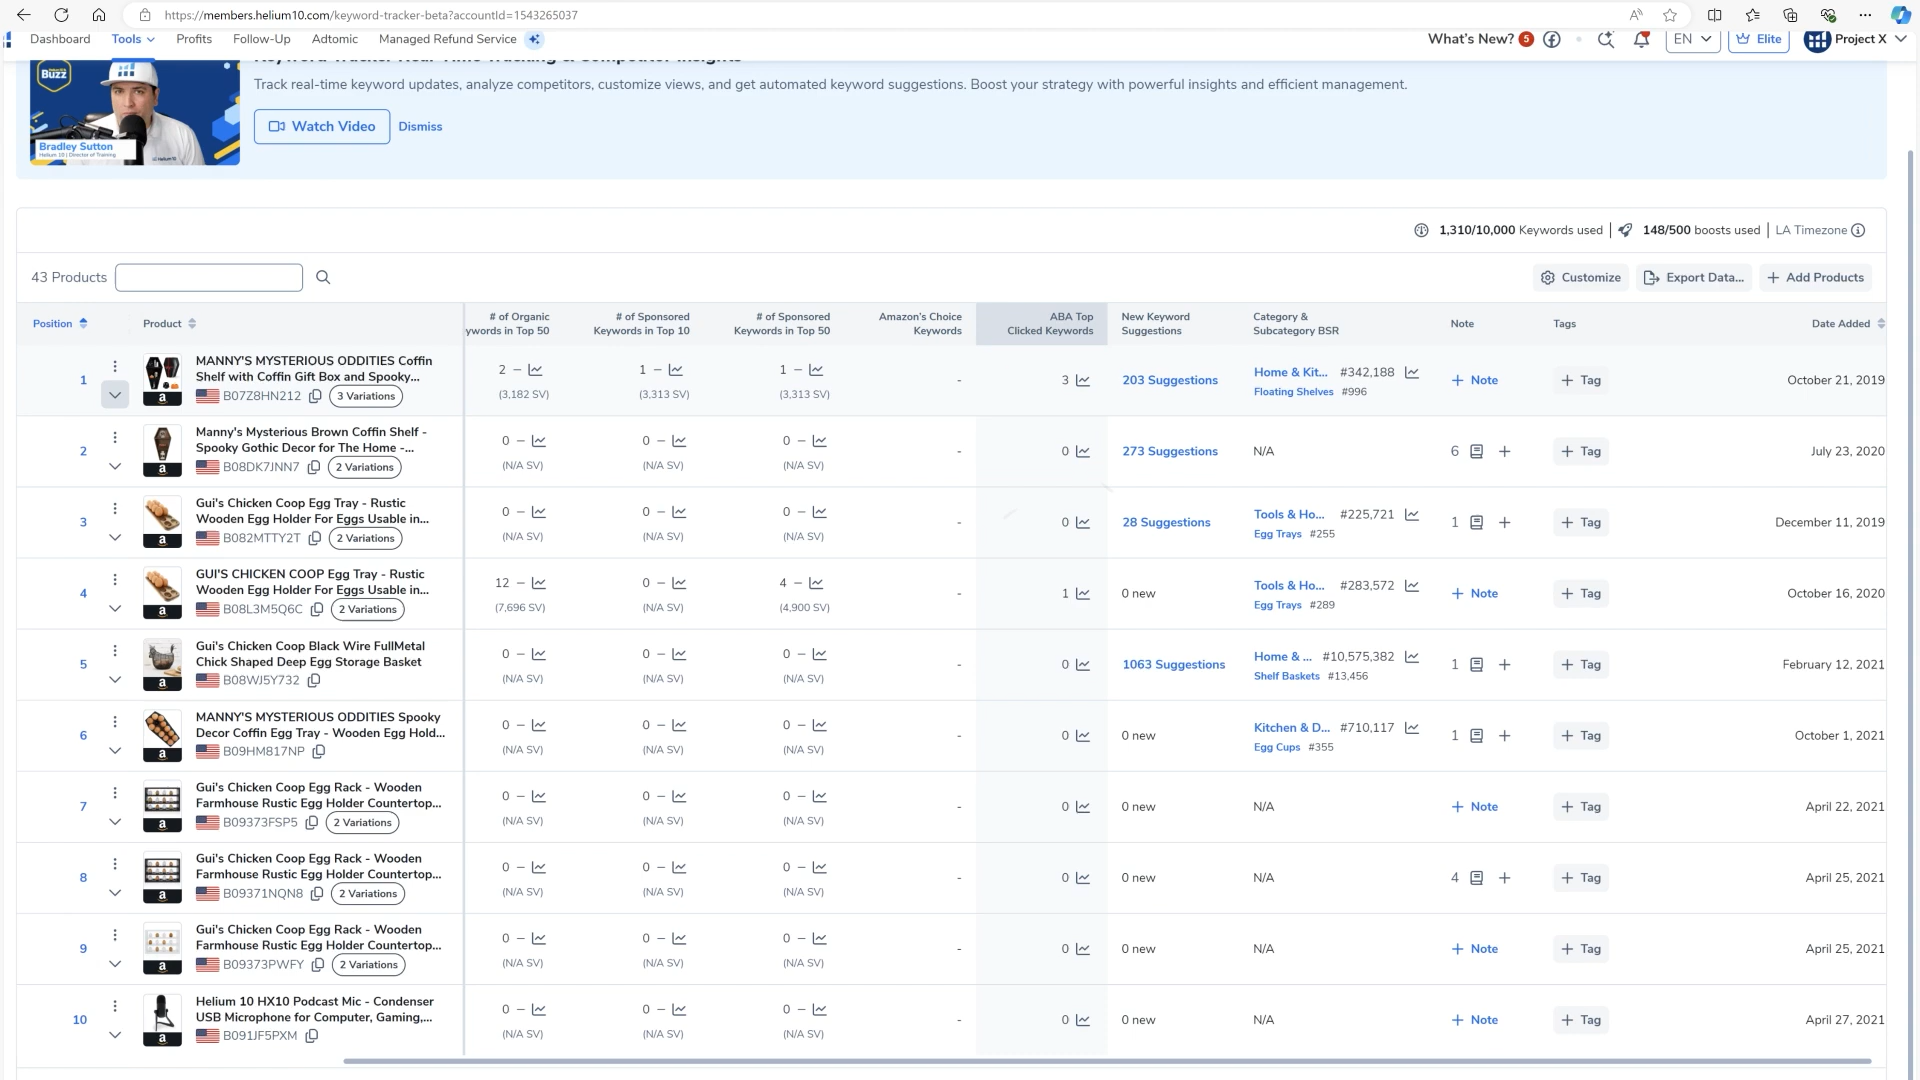 https://members.helium10.com/keyword-tracker-beta?accountId=1543265037
Dashboard Tools Profits Follow-Up Adtomic Managed Refund Service What's New? 5 EN Elite Project X
Buzz
Keyword Tracker Real-Time Tracking & Competitor Insights
Track real-time keyword updates, analyze competitors, customize views, and get automated keyword suggestions. Boost your strategy with powerful insights and efficient management.
Watch Video Dismiss
Bradley Sutton
Helium 10 | Director of Training
1,310/10,000 Keywords used | 148/500 boosts used | LA Timezone
43 Products Customize Export Data... + Add Products
Position Product # of Organic ywords in Top 50 # of Sponsored Keywords in Top 10 # of Sponsored Keywords in Top 50 Amazon's Choice Keywords ABA Top Clicked Keywords New Keyword Suggestions Category & Subcategory BSR Note Tags Date Added
MANNY'S MYSTERIOUS ODDITIES Coffin
1 Shelf with Coffin Gift Box and Spooky... 2 – 1 – 1 – - 3 203 Suggestions Home & Kit... #342,188 + Note + Tag October 21, 2019
a B07Z8HN212 3 Variations (3,182 SV) (3,313 SV) (3,313 SV) Floating Shelves #996
Manny's Mysterious Brown Coffin Shelf -
2 Spooky Gothic Decor for The Home -... 0 – 0 – 0 – - 0 273 Suggestions N/A 6 + + Tag July 23, 2020
a B08DK7JNN7 2 Variations (N/A SV) (N/A SV) (N/A SV)
Gui's Chicken Coop Egg Tray - Rustic
3 Wooden Egg Holder For Eggs Usable in... 0 – 0 – 0 – - 0 28 Suggestions Tools & Ho... #225,721 1 + + Tag December 11, 2019
a B082MTTY2T 2 Variations (N/A SV) (N/A SV) (N/A SV) Egg Trays #255
GUI'S CHICKEN COOP Egg Tray - Rustic
4 Wooden Egg Holder For Eggs Usable in... 12 – 0 – 4 – - 1 0 new Tools & Ho... #283,572 + Note + Tag October 16, 2020
a B08L3M5Q6C 2 Variations (7,696 SV) (N/A SV) (4,900 SV) Egg Trays #289
Gui's Chicken Coop Black Wire FullMetal
5 Chick Shaped Deep Egg Storage Basket 0 – 0 – 0 – - 0 1063 Suggestions Home & ... #10,575,382 1 + + Tag February 12, 2021
a B08WJ5Y732 (N/A SV) (N/A SV) (N/A SV) Shelf Baskets #13,456
MANNY'S MYSTERIOUS ODDITIES Spooky
6 Decor Coffin Egg Tray - Wooden Egg Hold... 0 – 0 – 0 – - 0 0 new Kitchen & D... #710,117 1 + + Tag October 1, 2021
a B09HM817NP (N/A SV) (N/A SV) (N/A SV) Egg Cups #355
Gui's Chicken Coop Egg Rack - Wooden
7 Farmhouse Rustic Egg Holder Countertop... 0 – 0 – 0 – - 0 0 new N/A + Note + Tag April 22, 2021
a B09373FSP5 2 Variations (N/A SV) (N/A SV) (N/A SV)
Gui's Chicken Coop Egg Rack - Wooden
8 Farmhouse Rustic Egg Holder Countertop... 0 – 0 – 0 – - 0 0 new N/A 4 + + Tag April 25, 2021
a B09371NQN8 2 Variations (N/A SV) (N/A SV) (N/A SV)
Gui's Chicken Coop Egg Rack - Wooden
9 Farmhouse Rustic Egg Holder Countertop... 0 – 0 – 0 – - 0 0 new N/A + Note + Tag April 25, 2021
a B09373PWFY 2 Variations (N/A SV) (N/A SV) (N/A SV)
Helium 10 HX10 Podcast Mic - Condenser
10 USB Microphone for Computer, Gaming,... 0 – 0 – 0 – - 0 0 new N/A + Note + Tag April 27, 2021
a B091JF5PXM (N/A SV) (N/A SV) (N/A SV)